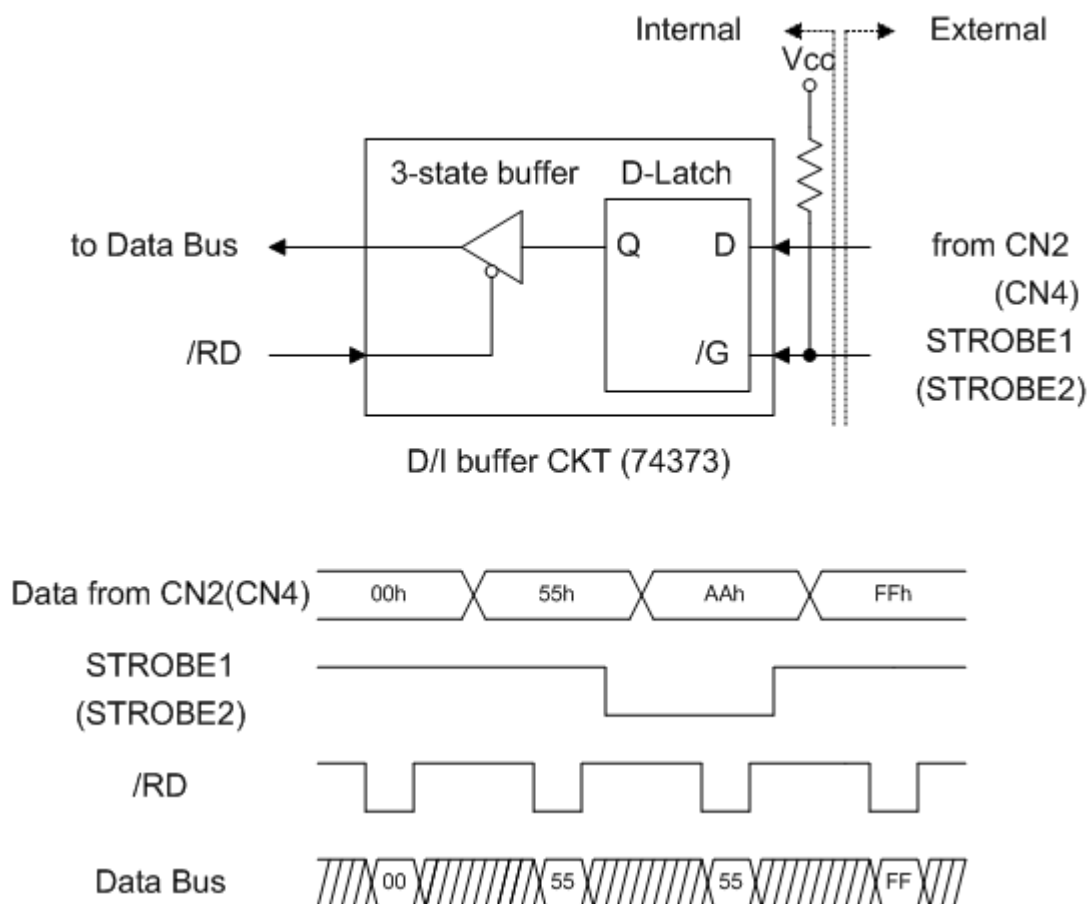 Internal External
Vcc
3-state buffer D-Latch
to Data Bus Q D from CN2
(CN4)
/RD /G STROBE1
(STROBE2)
D/I buffer CKT (74373)
Data from CN2(CN4) 00h 55h AAh FFh
STROBE1
(STROBE2)
/RD
Data Bus 00 55 55 FF